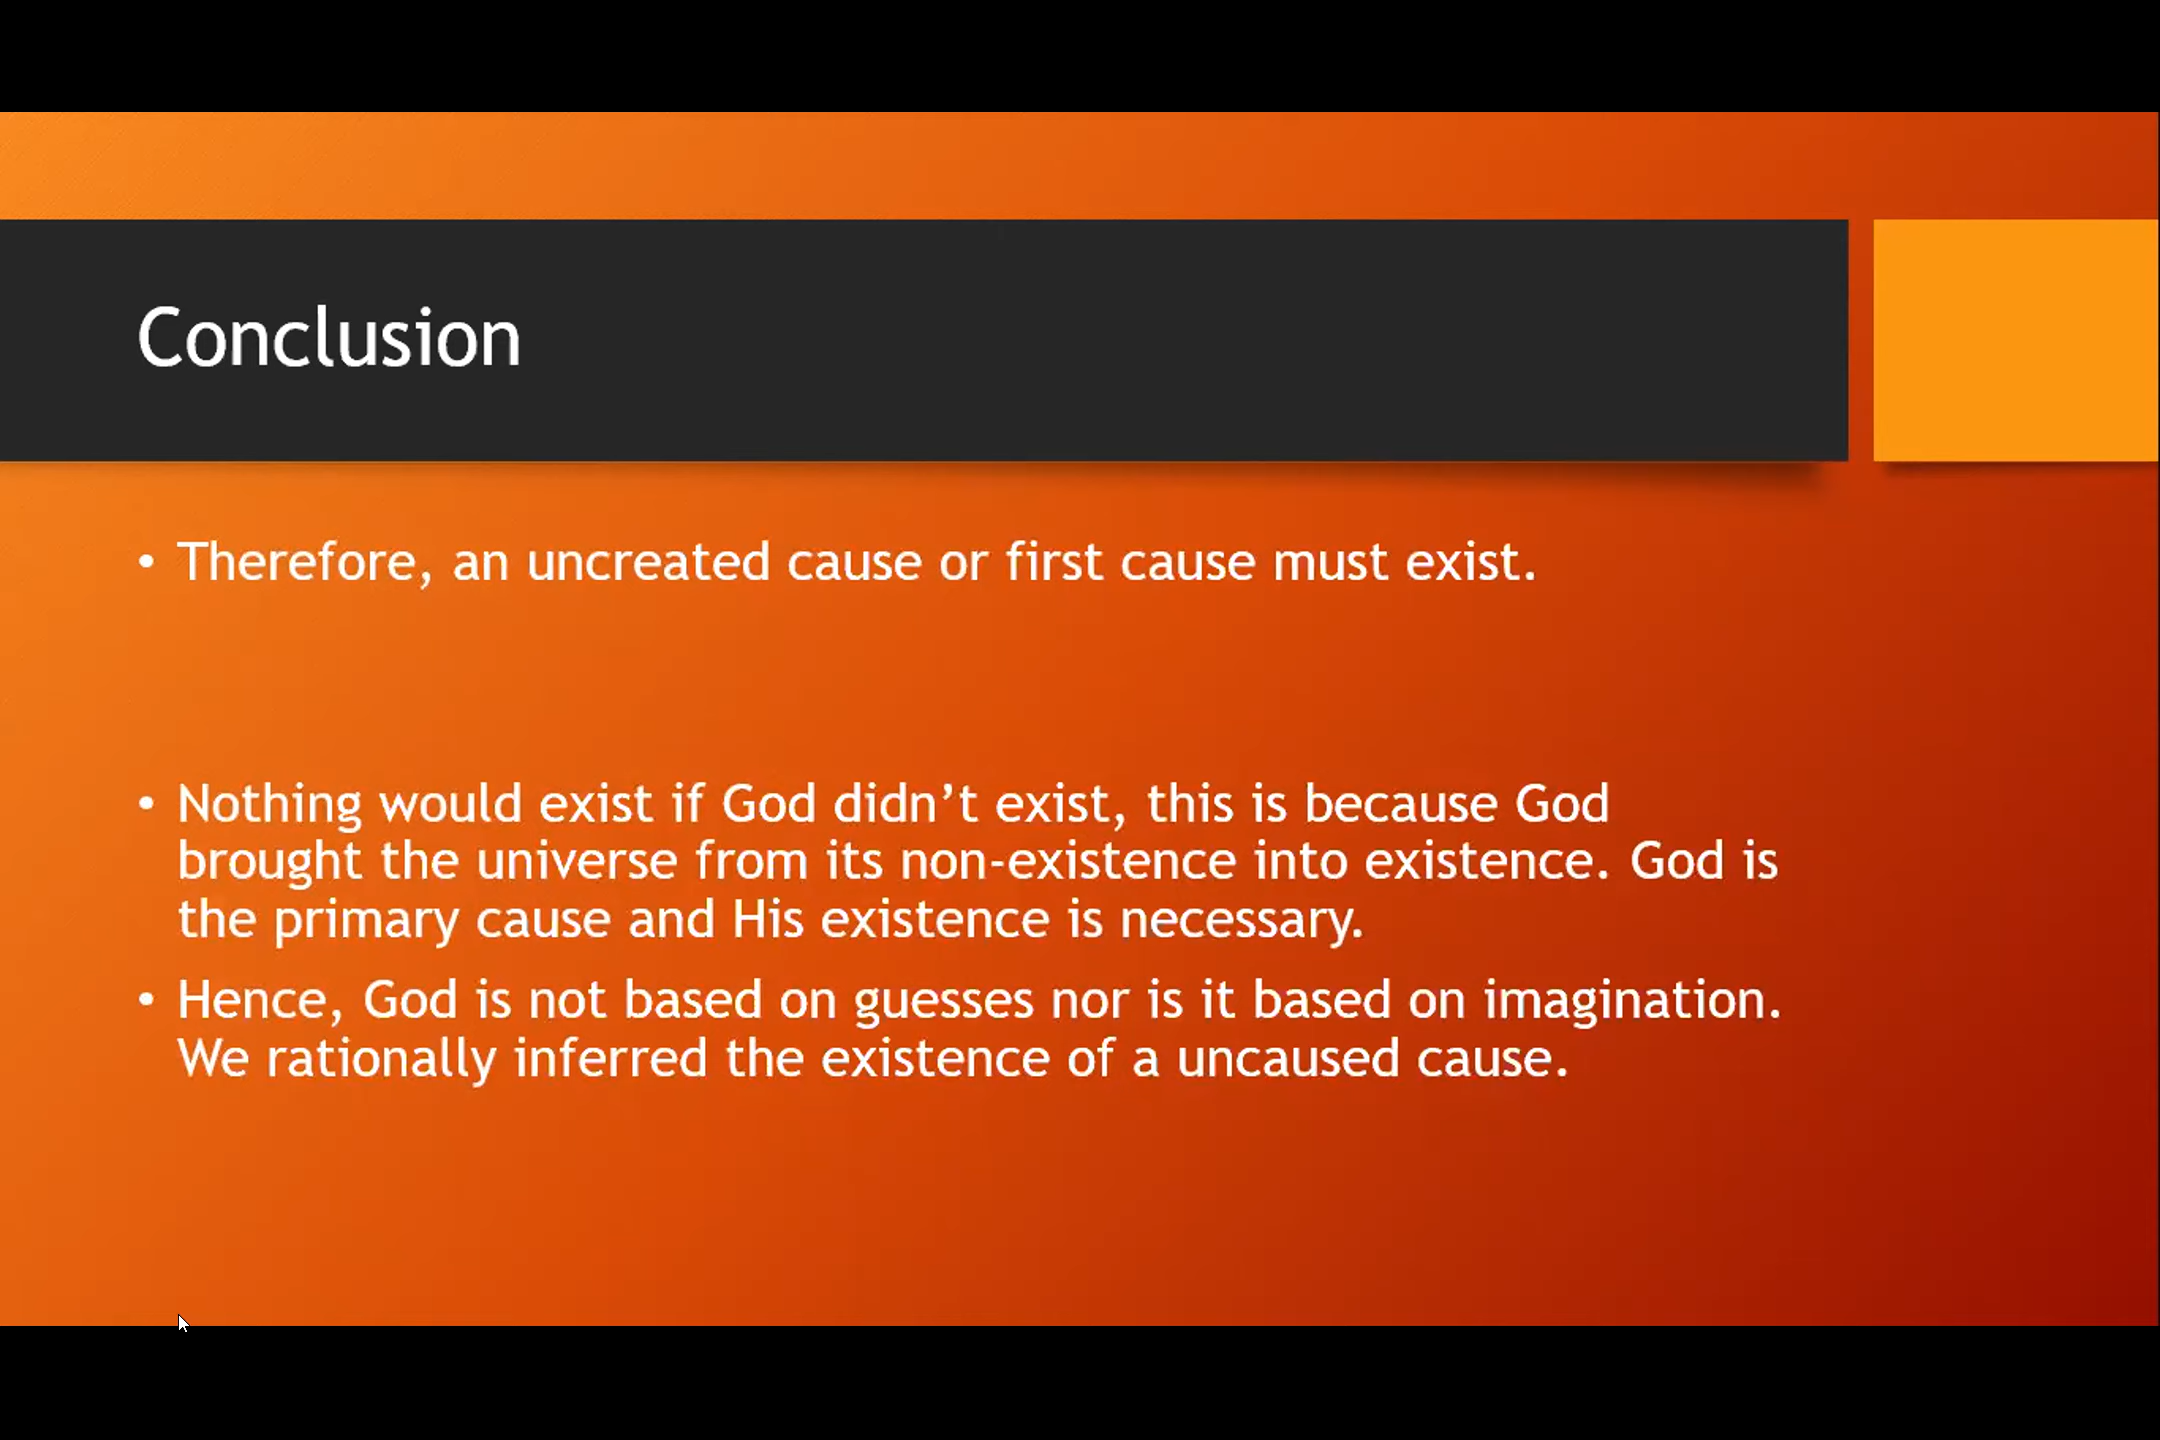 Conclusion
• Therefore, an uncreated cause or first cause must exist.
• Nothing would exist if God didn’t exist, this is because God
brought the universe from its non-existence into existence. God is
the primary cause and His existence is necessary.
• Hence, God is not based on guesses nor is it based on imagination.
We rationally inferred the existence of a uncaused cause.